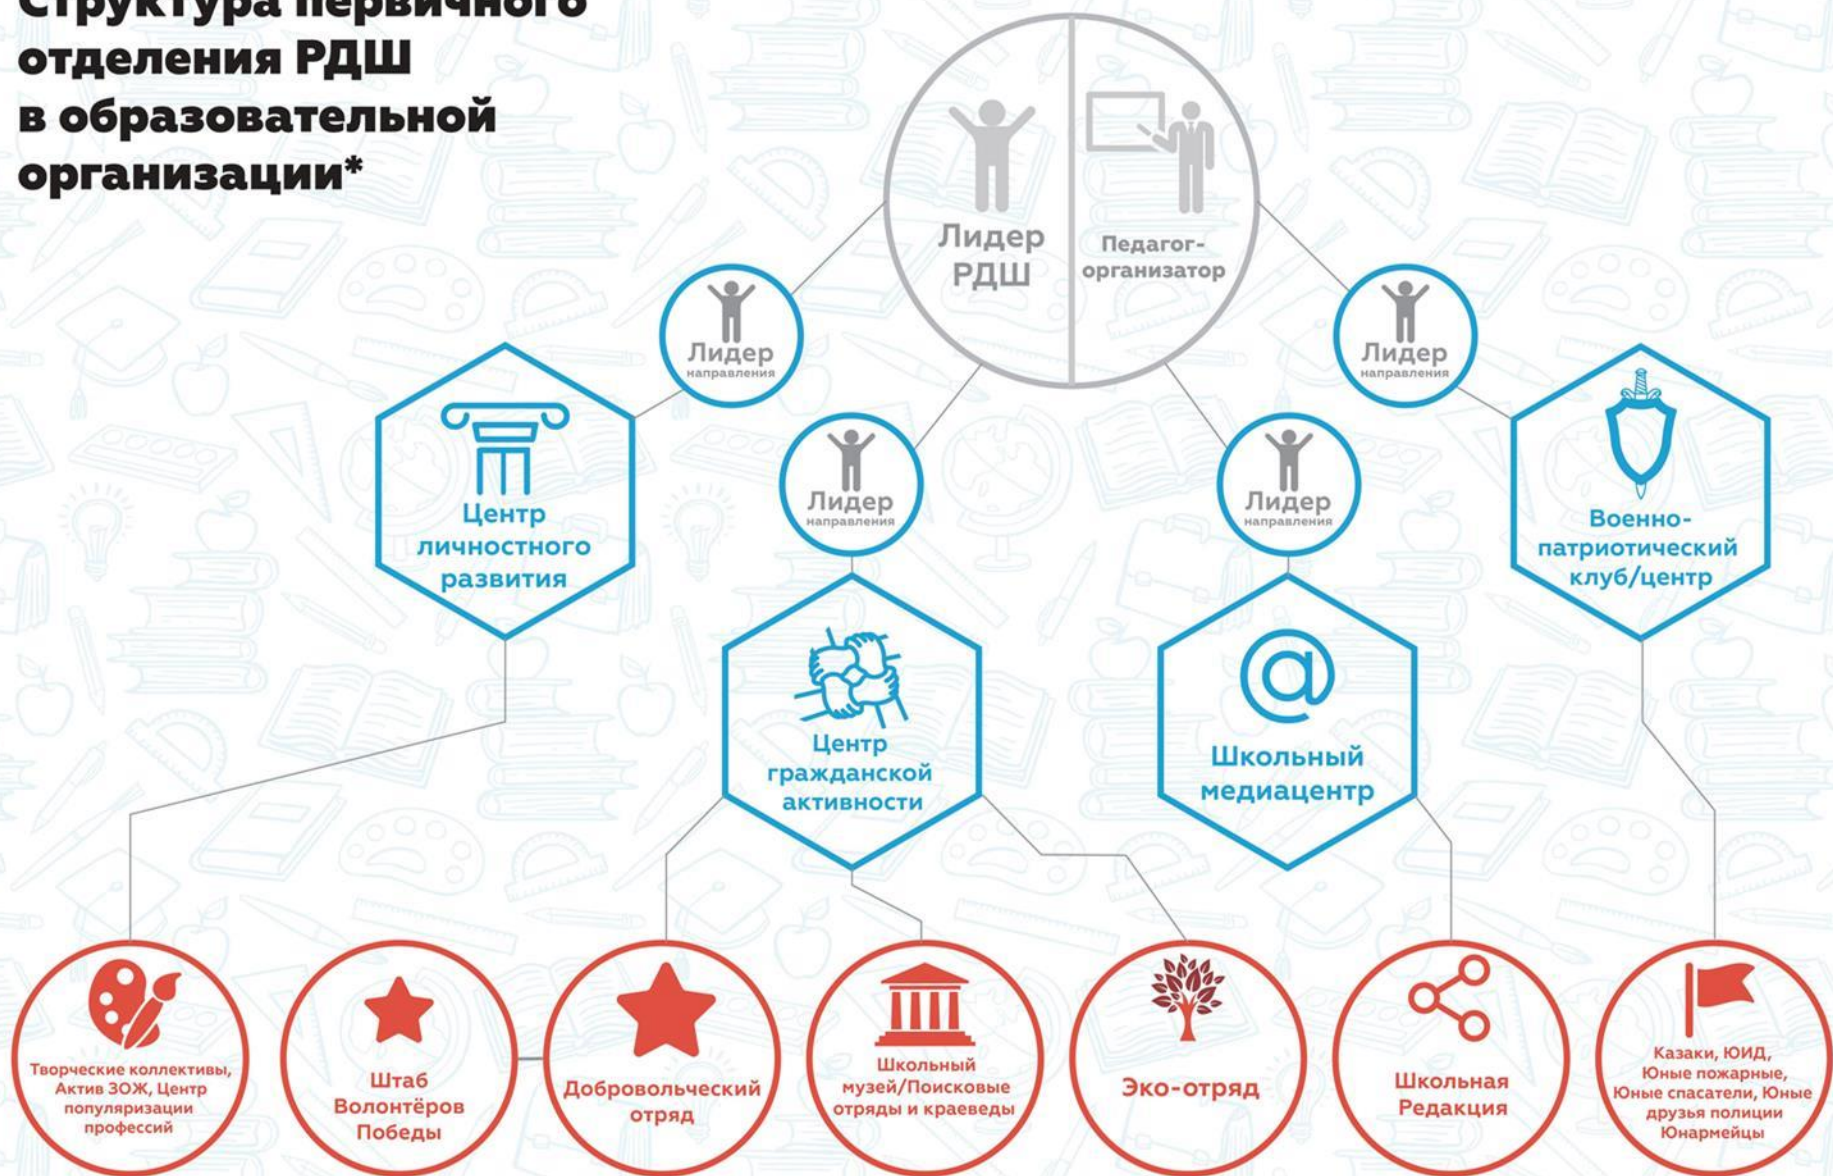 Структура первичного
отделения РДШ
в образовательной
организации*
Лидер
РДШ
Педагог-
организатор
Лидер
направления
Лидер
направления
Лидер
направления
Лидер
направления
Центр
личностного
развития
Центр
гражданской
активности
Школьный
медиацентр
Военно-
патриотический
клуб/центр
Творческие коллективы,
Актив ЗОЖ, Центр
популяризации
профессий
Штаб
Волонтёров
Победы
Добровольческий
отряд
Школьный
музей/Поисковые
отряды и краеведы
Эко-отряд
Школьная
Редакция
Казаки, ЮИД,
Юные пожарные,
Юные спасатели, Юные
друзья полиции
Юнармейцы